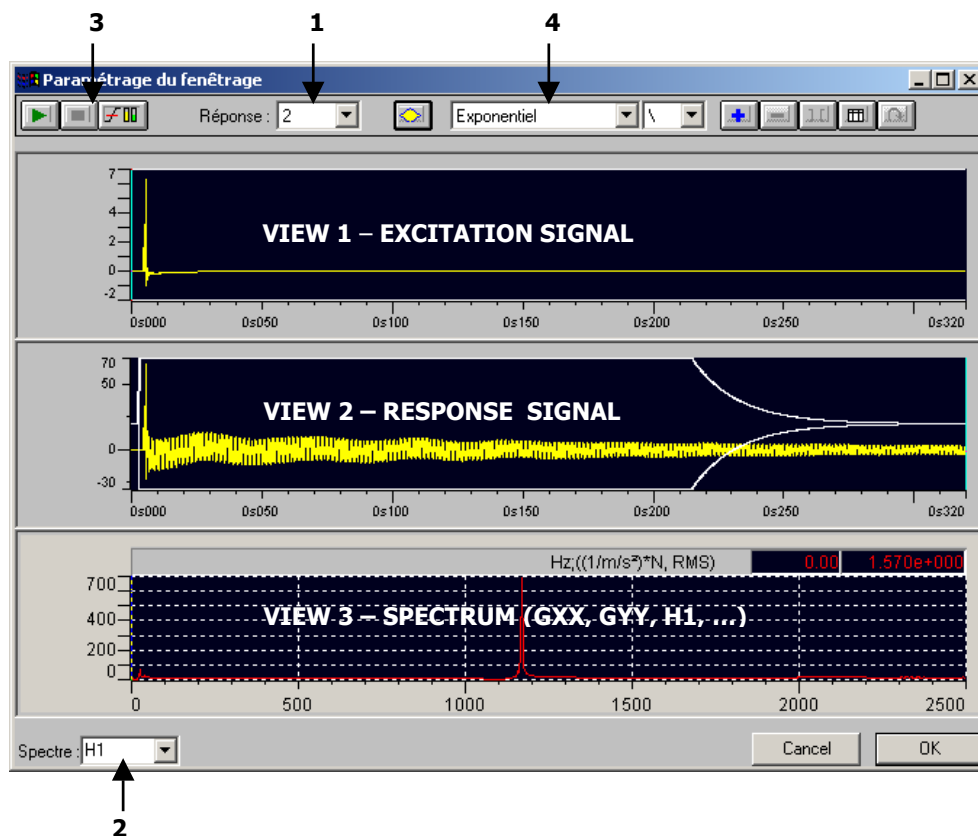 3 1 4
Paramétrage du fenêtrage
Réponse : 2 Exponentiel \
7
4
2
0
-2
VIEW 1 – EXCITATION SIGNAL
0s000 0s050 0s100 0s150 0s200 0s250 0s320
70
50
0
-30
VIEW 2 – RESPONSE SIGNAL
0s000 0s050 0s100 0s150 0s200 0s250 0s320
Hz;((1/m/s²)*N, RMS) 0.00 1.570e+000
700
400
200
0
VIEW 3 – SPECTRUM (GXX, GYY, H1, …)
0 500 1000 1500 2000 2500
Spectre : H1 Cancel OK
2